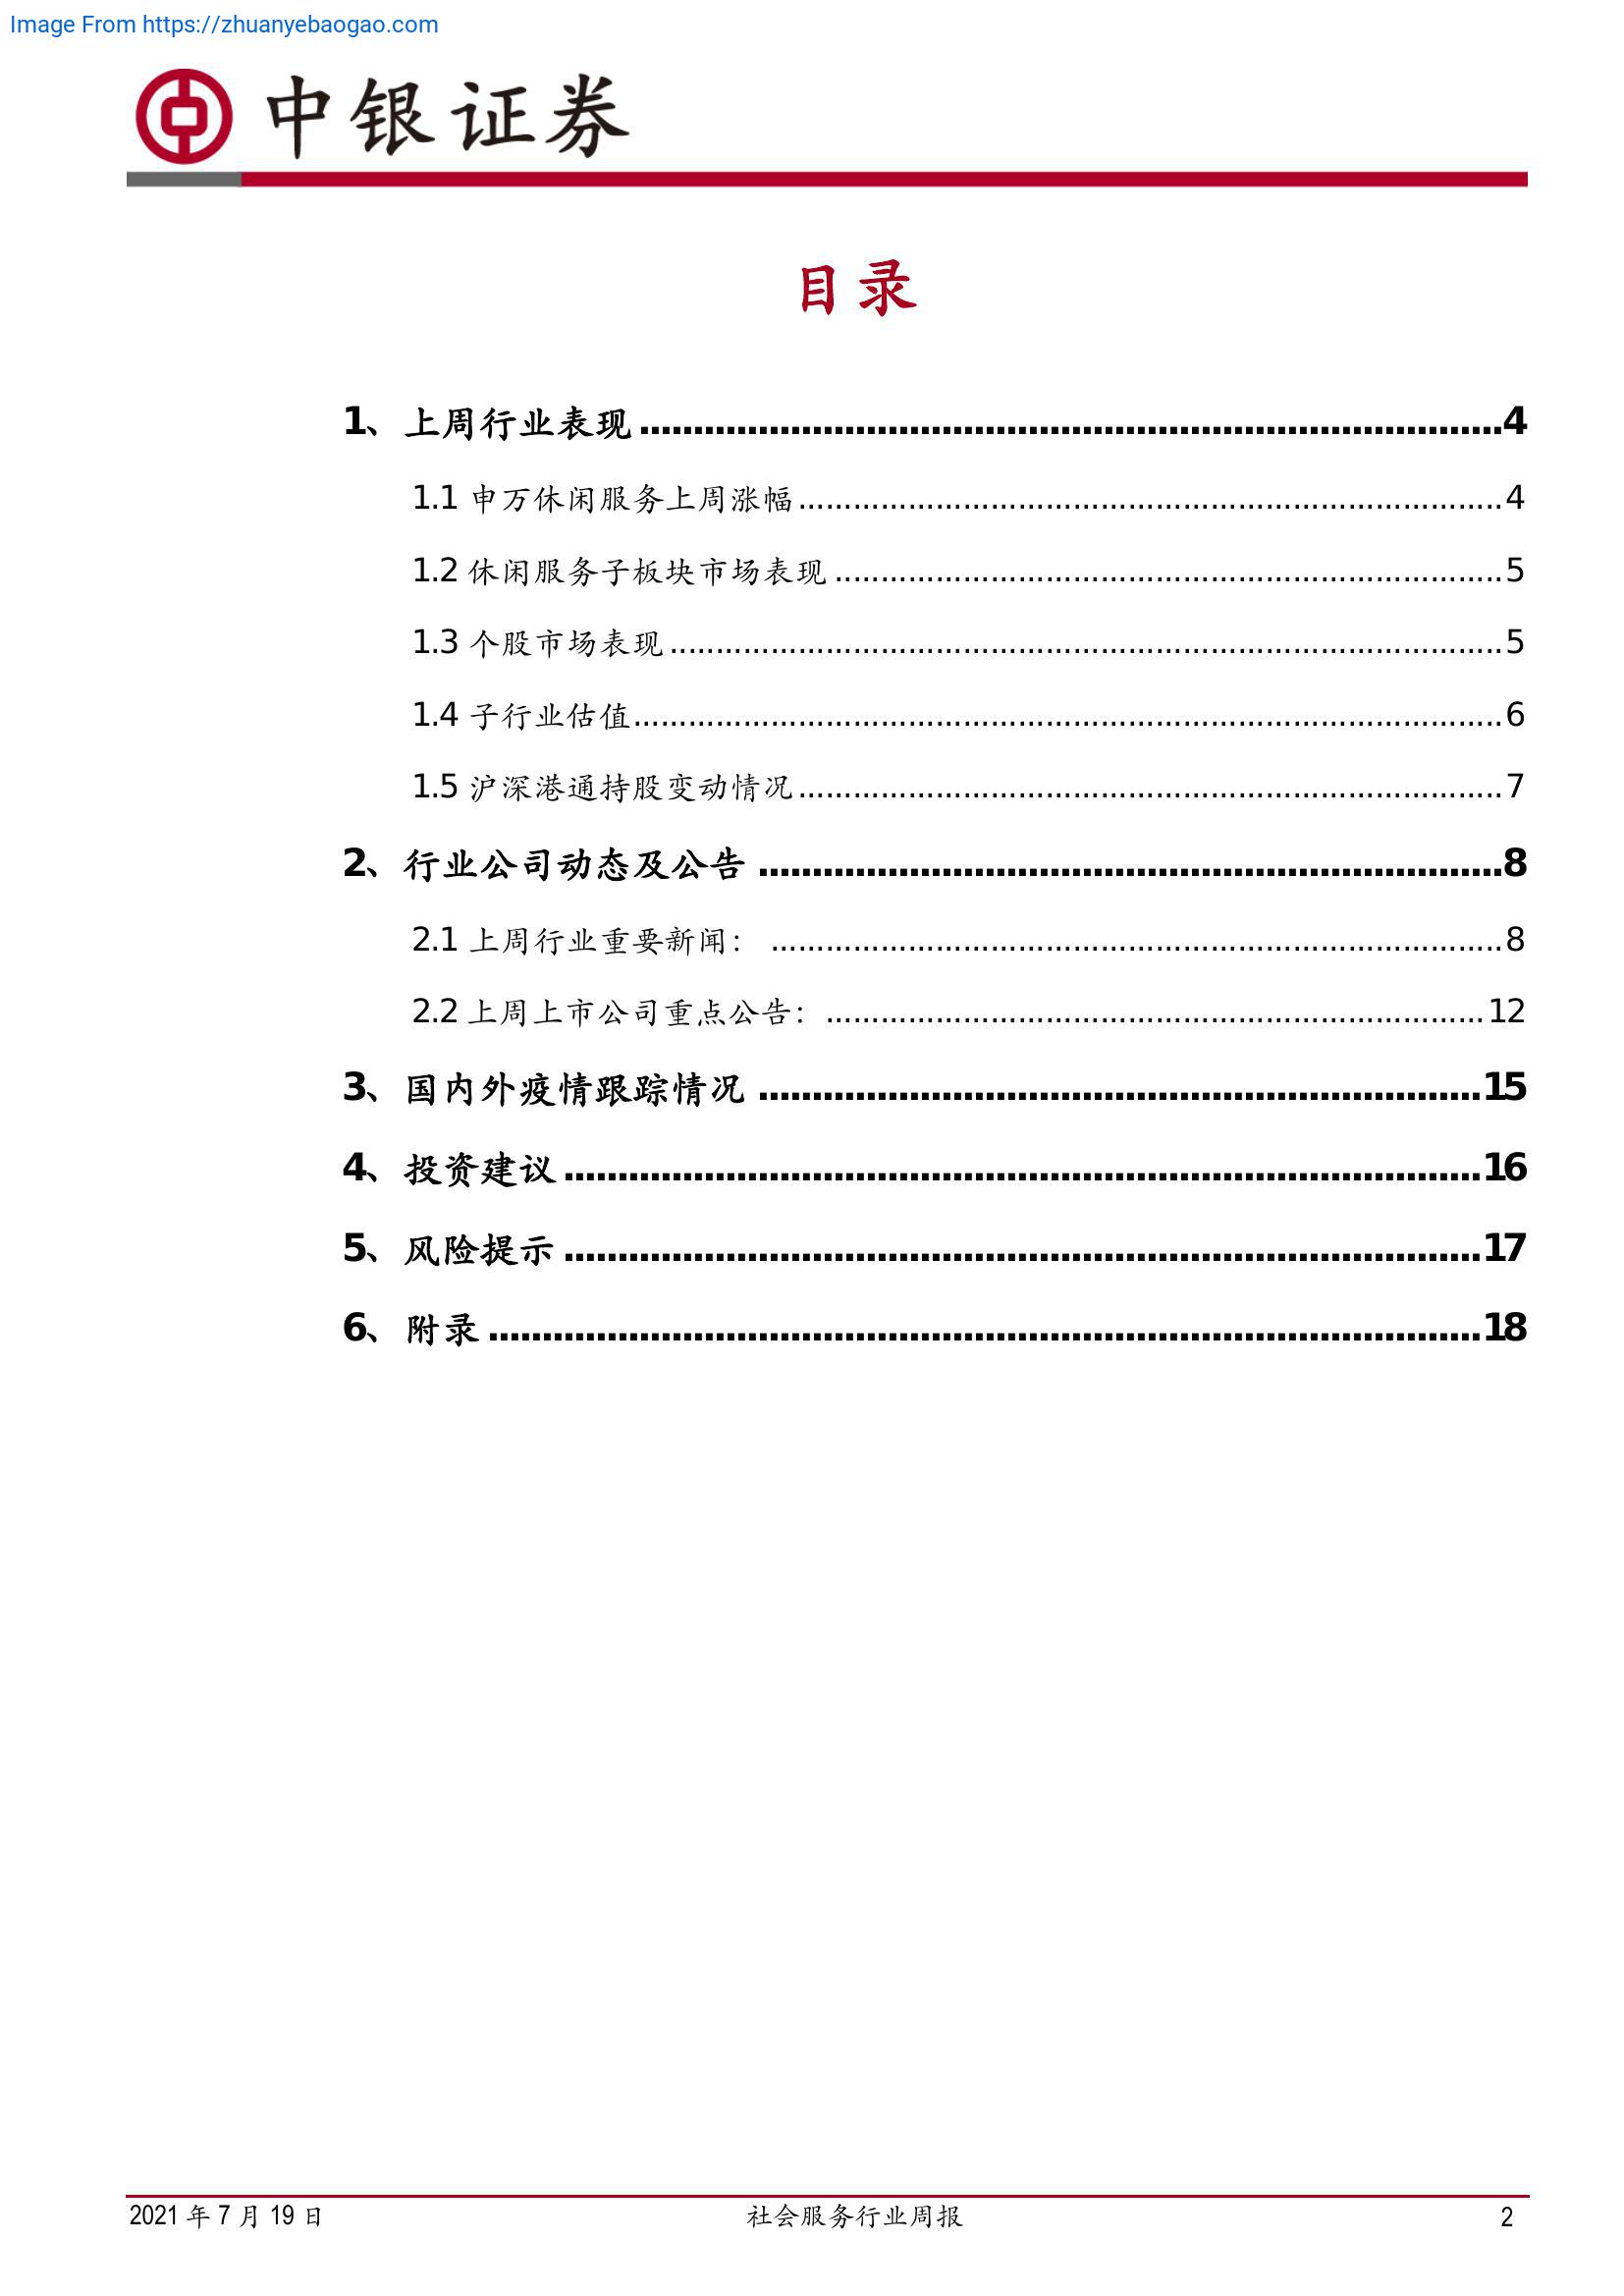 Image From https://zhuanyebaogao.com
中银证券
目录
1、上周行业表现....................4
1.1 申万休闲服务上周涨幅....................4
1.2 休闲服务子板块市场表现....................5
1.3 个股市场表现....................5
1.4 子行业估值....................6
1.5 沪深港通持股变动情况....................7
2、行业公司动态及公告....................8
2.1 上周行业重要新闻：....................8
2.2 上周上市公司重点公告：....................12
3、国内外疫情跟踪情况....................15
4、投资建议....................16
5、风险提示....................17
6、附录....................18
2021 年 7 月 19 日 社会服务行业周报 2